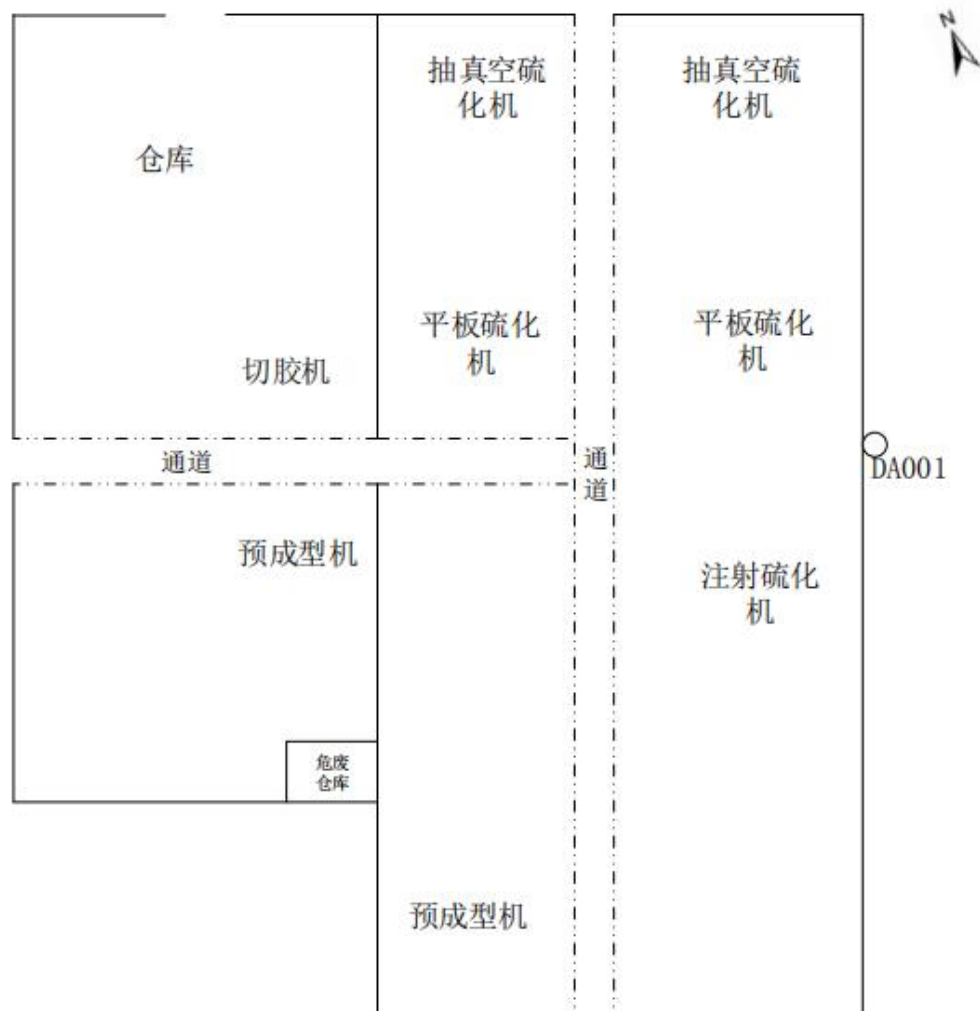 N
抽真空硫
化机
抽真空硫
化机
仓库
平板硫化
机
平板硫化
机
切胶机
通道
通
道
DA001
预成型机
注射硫化
机
危废
仓库
预成型机